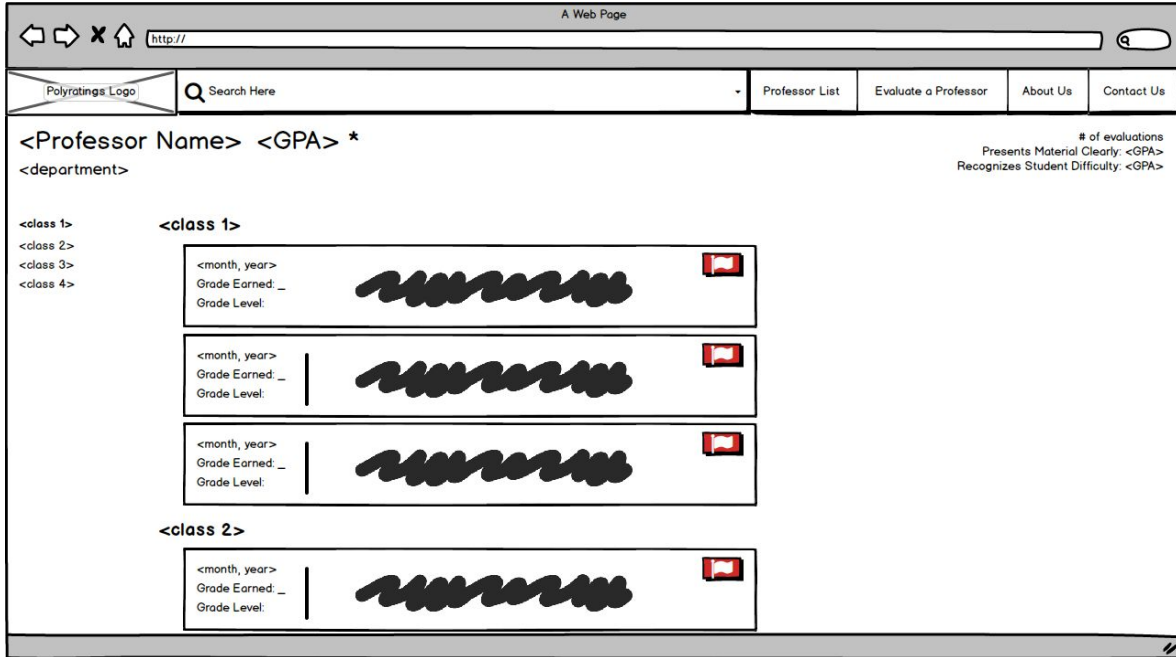 A Web Page
http://
Polyratings Logo
Search Here
Professor List
Evaluate a Professor
About Us
Contact Us
<Professor Name> <GPA> *
<department>
# of evaluations
Presents Material Clearly: <GPA>
Recognizes Student Difficulty: <GPA>
<class 1>
<class 2>
<class 3>
<class 4>
<class 1>
<month, year>
Grade Earned: _
Grade Level:
<month, year>
Grade Earned: _
Grade Level:
<month, year>
Grade Earned: _
Grade Level:
<class 2>
<month, year>
Grade Earned: _
Grade Level: